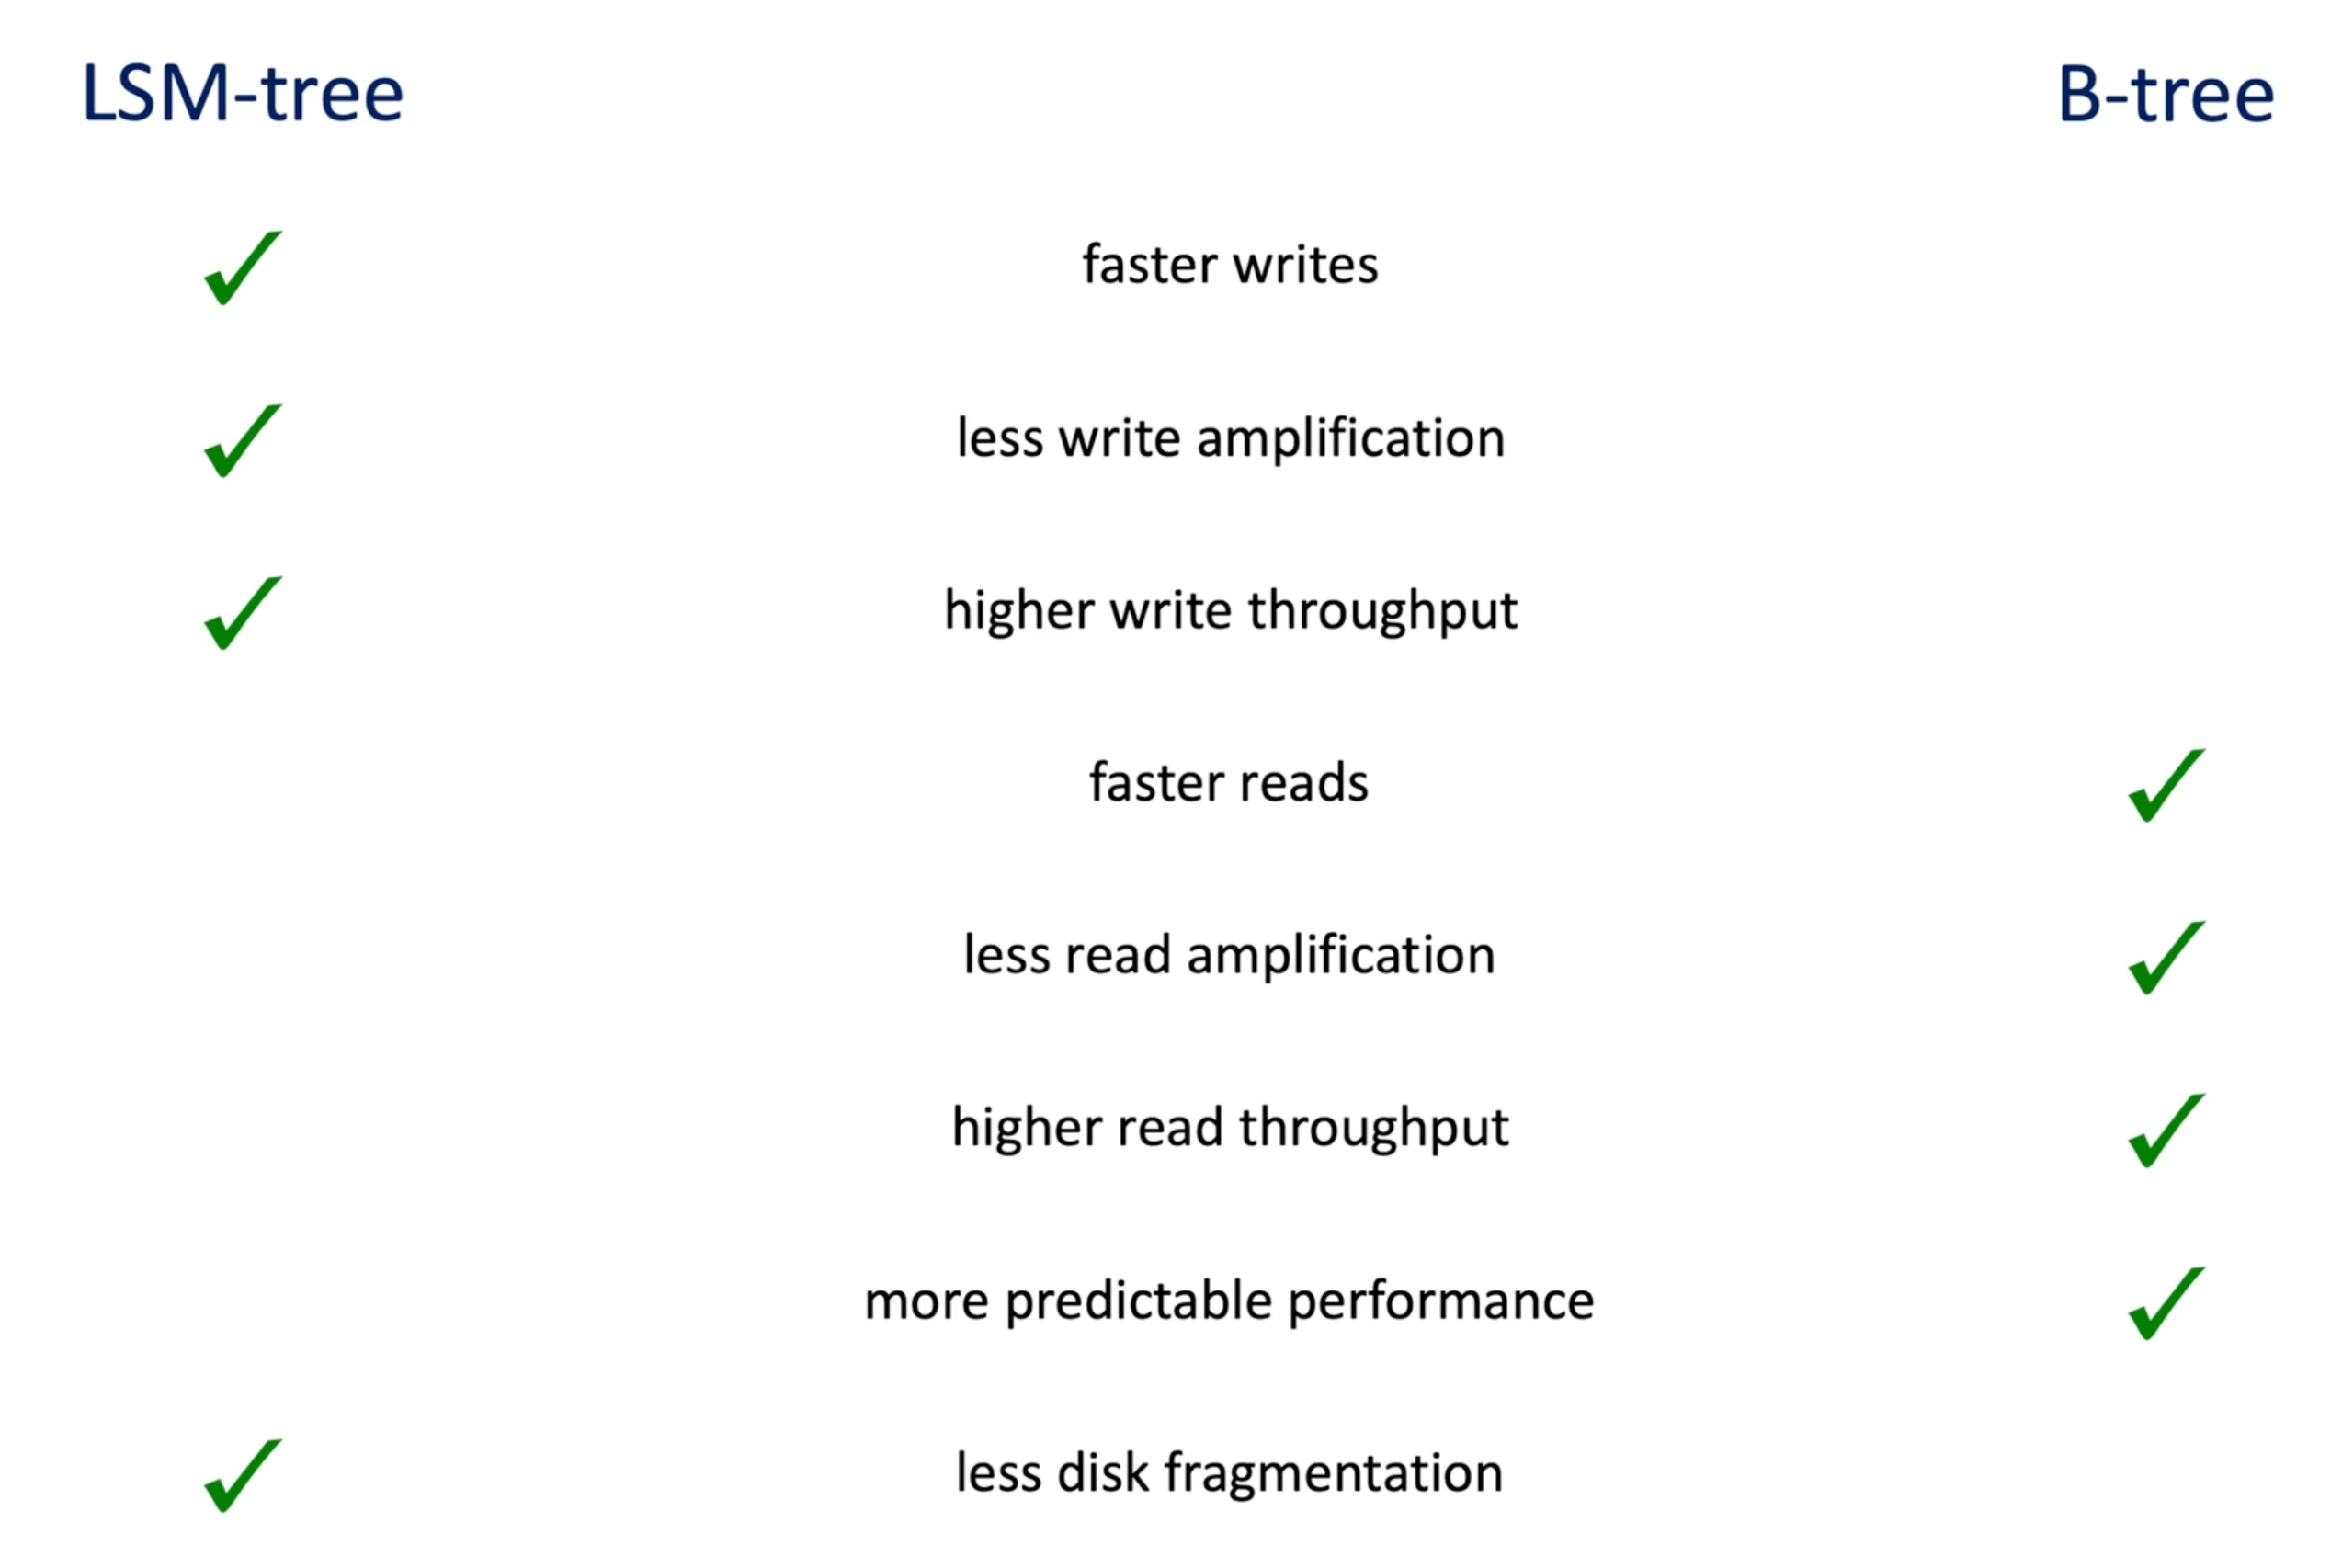 LSM-tree B-tree
faster writes
less write amplification
higher write throughput
faster reads
less read amplification
higher read throughput
more predictable performance
less disk fragmentation